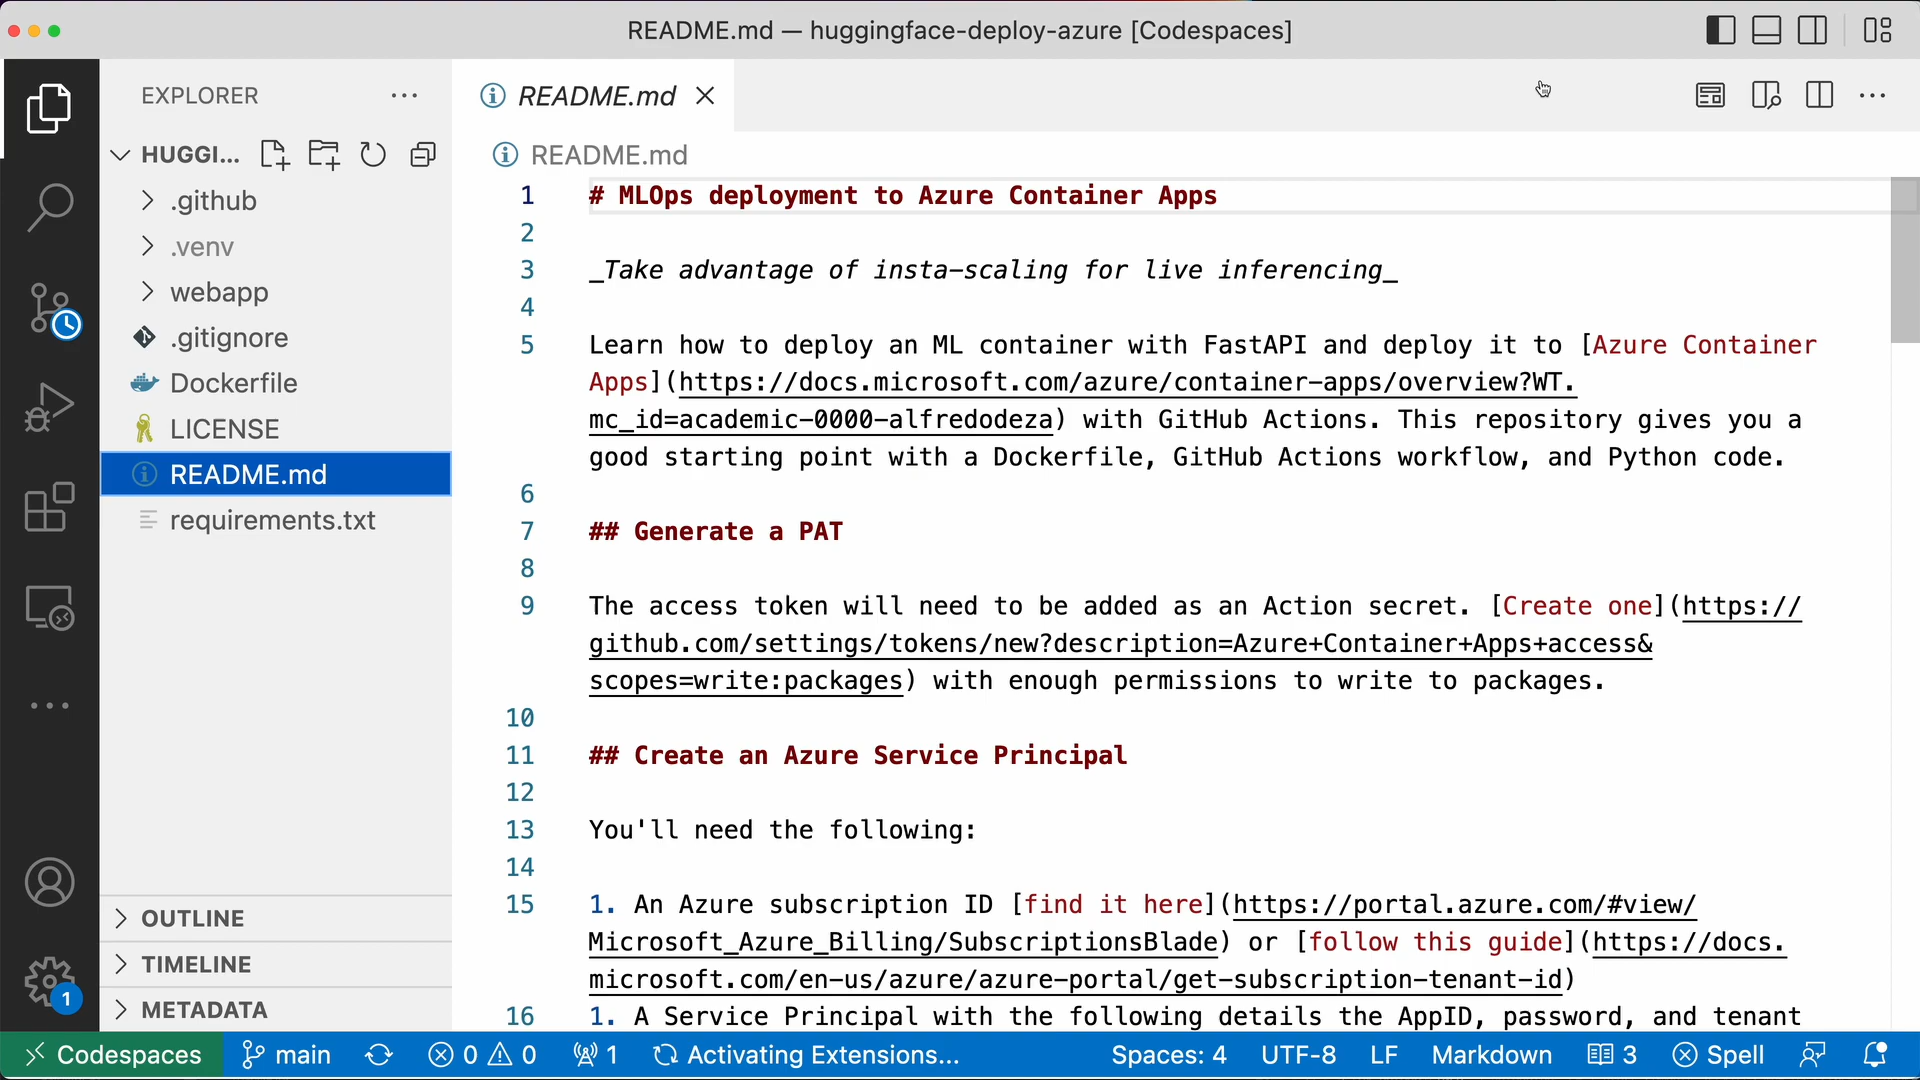 README.md — huggingface-deploy-azure [Codespaces]
EXPLORER
HUGGI...
.github
.venv
webapp
.gitignore
Dockerfile
LICENSE
README.md
requirements.txt
OUTLINE
TIMELINE
METADATA
1
README.md
README.md
1 # MLOps deployment to Azure Container Apps
2
3 _Take advantage of insta-scaling for live inferencing_
4
5 Learn how to deploy an ML container with FastAPI and deploy it to [Azure Container
Apps](https://docs.microsoft.com/azure/container-apps/overview?WT.
mc_id=academic-0000-alfredodeza) with GitHub Actions. This repository gives you a
good starting point with a Dockerfile, GitHub Actions workflow, and Python code.
6
7 ## Generate a PAT
8
9 The access token will need to be added as an Action secret. [Create one](https://
github.com/settings/tokens/new?description=Azure+Container+Apps+access&
scopes=write:packages) with enough permissions to write to packages.
10
11 ## Create an Azure Service Principal
12
13 You'll need the following:
14
15 1. An Azure subscription ID [find it here](https://portal.azure.com/#view/
Microsoft_Azure_Billing/SubscriptionsBlade) or [follow this guide](https://docs.
microsoft.com/en-us/azure/azure-portal/get-subscription-tenant-id)
16 1. A Service Principal with the following details the AppID, password, and tenant
Codespaces main 0 0 1 Activating Extensions... Spaces: 4 UTF-8 LF Markdown 3 Spell